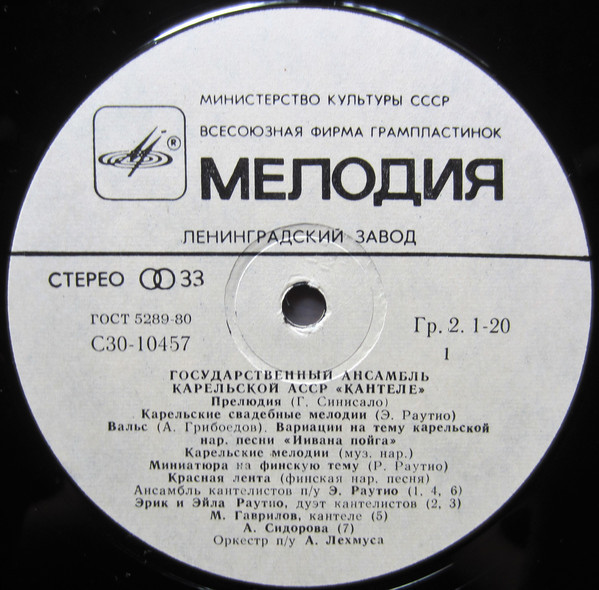 МИНИСТЕРСТВО КУЛЬТУРЫ СССР
ВСЕСОЮЗНАЯ ФИРМА ГРАМПЛАСТИНОК
®
МЕЛОДИЯ
ЛЕНИНГРАДСКИЙ ЗАВОД
СТЕРЕО 33
ГОСТ 5289-80
С30-10457
Гр. 2. 1-20
1
ГОСУДАРСТВЕННЫЙ АНСАМБЛЬ
КАРЕЛЬСКОЙ АССР «КАНТЕЛЕ»
Прелюдия (Г. Синисало)
Карельские свадебные мелодии (Э. Раутио)
Вальс (А. Грибоедов). Вариации на тему карельской
нар. песни «Иивана пойга»
Карельские мелодии (муз. нар.)
Миниатюра на финскую тему (Р. Раутио)
Красная лента (финская нар. песня)
Ансамбль кантелистов п/у Э. Раутио (1, 4, 6)
Эрик и Эйла Раутио, дуэт кантелистов (2, 3)
М. Гаврилов, кантеле (5)
А. Сидорова (7)
Оркестр п/у А. Лехмуса